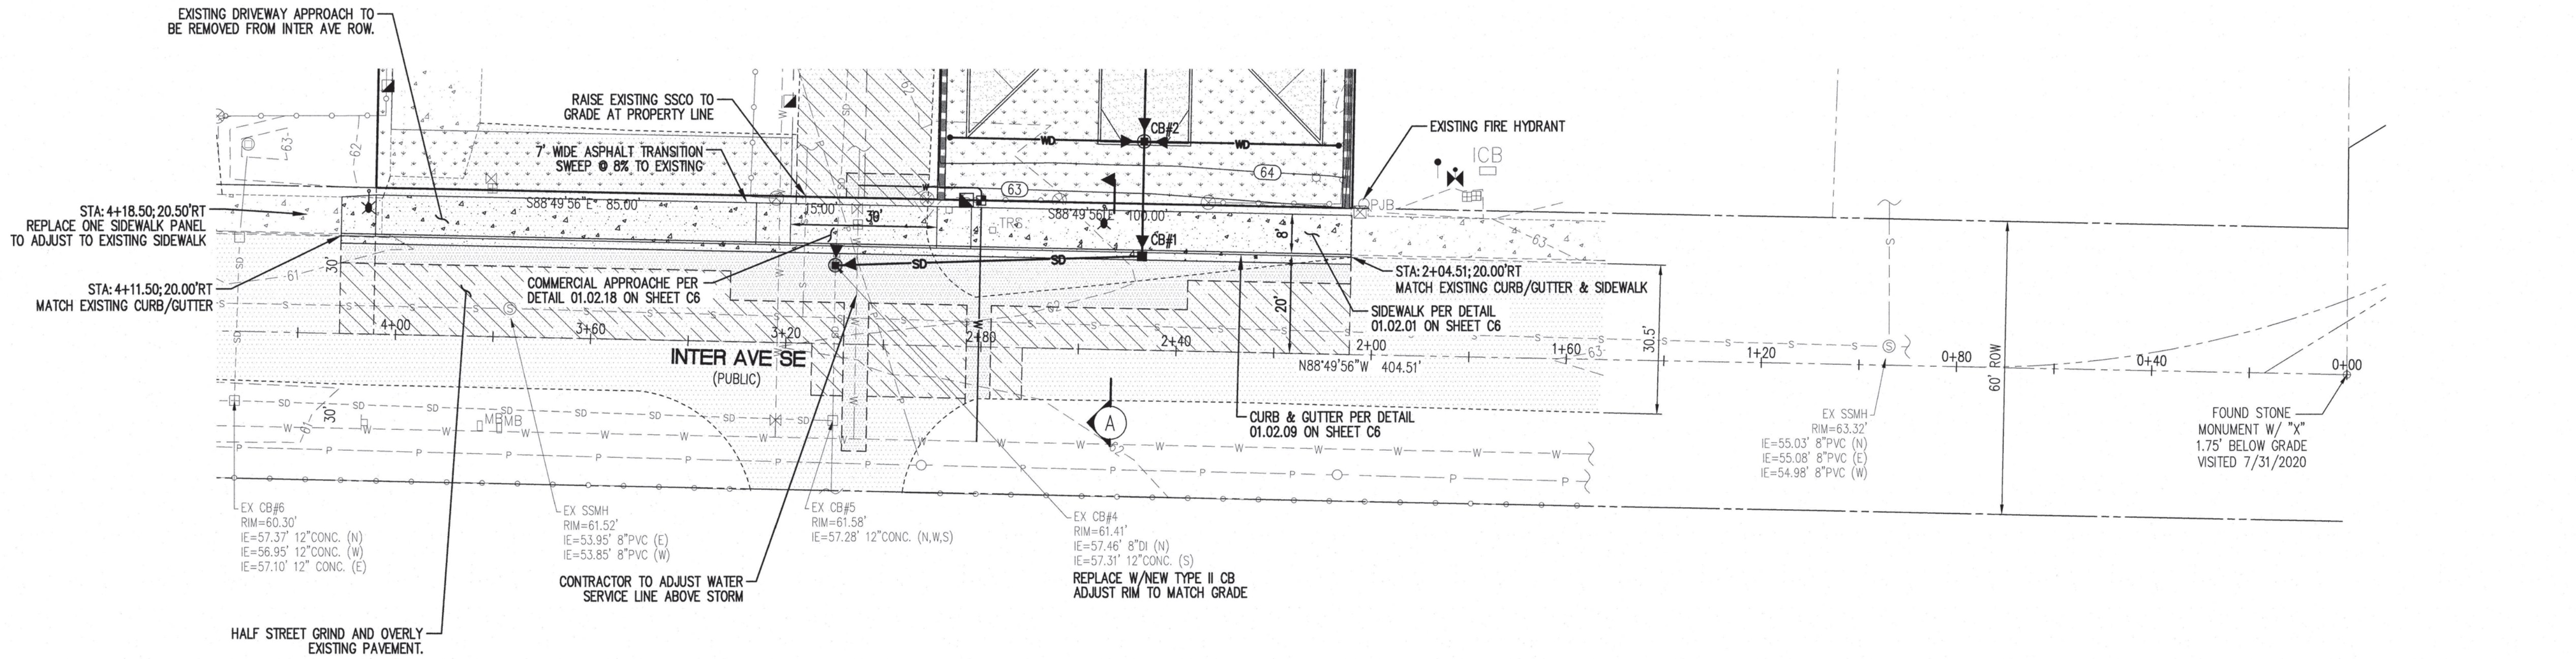 EXISTING DRIVEWAY APPROACH TO
BE REMOVED FROM INTER AVE ROW.
RAISE EXISTING SSCO TO
GRADE AT PROPERTY LINE
7' WIDE ASPHALT TRANSITION
SWEEP @ 8% TO EXISTING
CB#2
WD
WD
EXISTING FIRE HYDRANT
ICB
63
62
62
63
64
W
PJB
STA: 4+18.50; 20.50'RT
REPLACE ONE SIDEWALK PANEL
TO ADJUST TO EXISTING SIDEWALK
S88°49'56"E 85.00'
15.00'
30'
S88°49'56"E 100.00'
TRS
8'
CB#1
63
SD
SD
SD
61
30'
STA: 4+11.50; 20.00'RT
MATCH EXISTING CURB/GUTTER
COMMERCIAL APPROACHE PER
DETAIL 01.02.18 ON SHEET C6
STA: 2+04.51; 20.00'RT
MATCH EXISTING CURB/GUTTER & SIDEWALK
SIDEWALK PER DETAIL
01.02.01 ON SHEET C6
62
20'
30.5'
60' ROW
4+00
3+60
3+20
2+80
2+40
2+00
1+60
63
1+20
0+80
0+40
0+00
INTER AVE SE
(PUBLIC)
N88°49'56"W 404.51'
30'
61
MB
MB
A
62
CURB & GUTTER PER DETAIL
01.02.09 ON SHEET C6
EX SSMH
RIM=63.32'
IE=55.03' 8"PVC (N)
IE=55.08' 8"PVC (E)
IE=54.98' 8"PVC (W)
FOUND STONE
MONUMENT W/ "X"
1.75' BELOW GRADE
VISITED 7/31/2020
EX CB#6
RIM=60.30'
IE=57.37' 12"CONC. (N)
IE=56.95' 12"CONC. (W)
IE=57.10' 12" CONC. (E)
EX SSMH
RIM=61.52'
IE=53.95' 8"PVC (E)
IE=53.85' 8"PVC (W)
EX CB#5
RIM=61.58'
IE=57.28' 12"CONC. (N,W,S)
EX CB#4
RIM=61.41'
IE=57.46' 8"DI (N)
IE=57.31' 12"CONC. (S)
REPLACE W/NEW TYPE II CB
ADJUST RIM TO MATCH GRADE
CONTRACTOR TO ADJUST WATER
SERVICE LINE ABOVE STORM
HALF STREET GRIND AND OVERLY
EXISTING PAVEMENT.